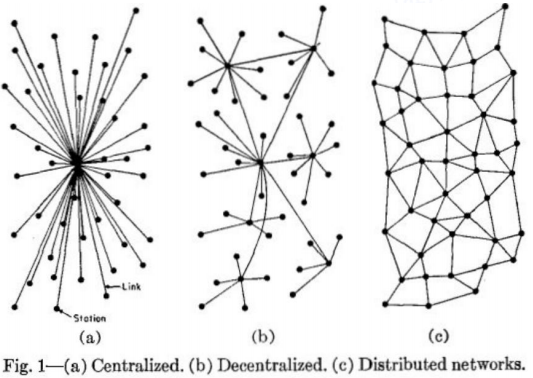 Link
Station
(a) (b) (c)
Fig. 1—(a) Centralized. (b) Decentralized. (c) Distributed networks.